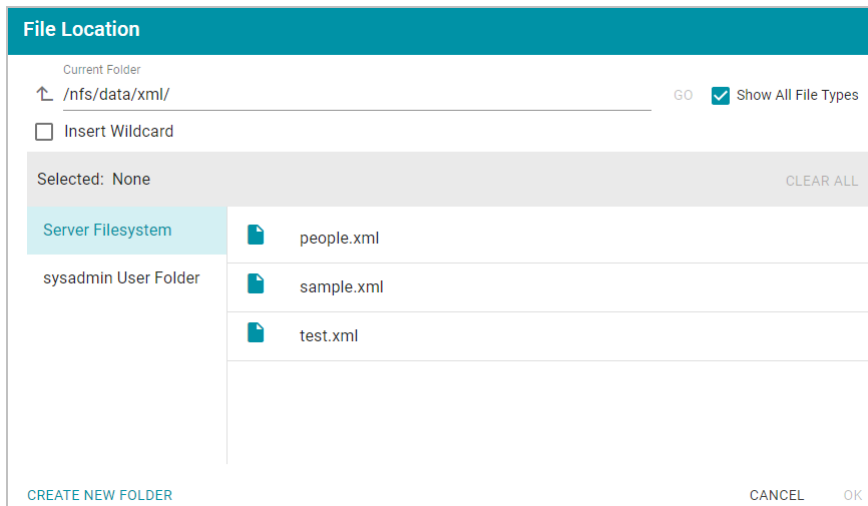 File Location
Current Folder
/nfs/data/xml/
GO
Show All File Types
Insert Wildcard
Selected: None
CLEAR ALL
Server Filesystem
sysadmin User Folder
people.xml
sample.xml
test.xml
CREATE NEW FOLDER
CANCEL
OK